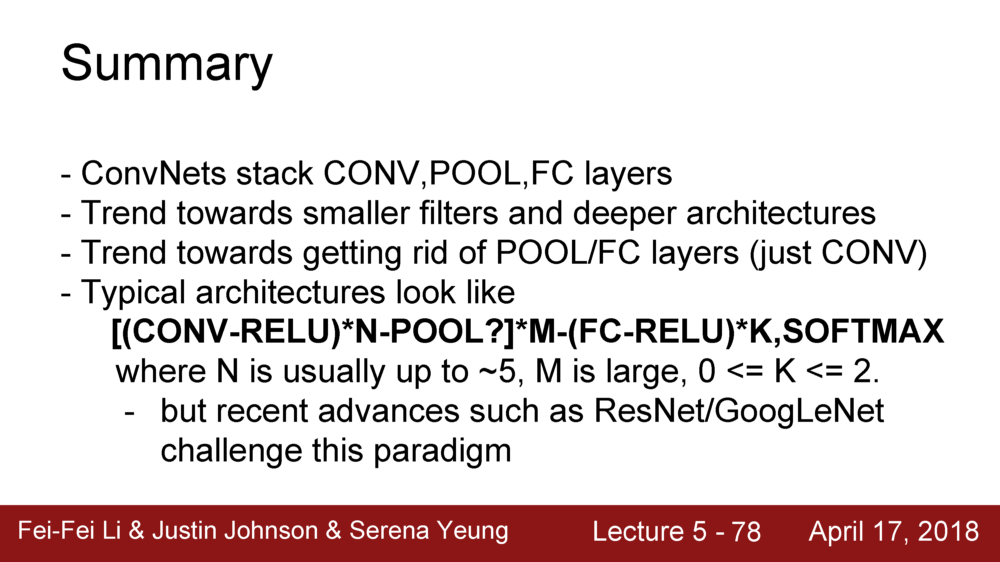 Summary
- ConvNets stack CONV,POOL,FC layers
- Trend towards smaller filters and deeper architectures
- Trend towards getting rid of POOL/FC layers (just CONV)
- Typical architectures look like
[(CONV-RELU)*N-POOL?]*M-(FC-RELU)*K,SOFTMAX
where N is usually up to ~5, M is large, 0 <= K <= 2.
- but recent advances such as ResNet/GoogLeNet
challenge this paradigm
Fei-Fei Li & Justin Johnson & Serena Yeung Lecture 5 - 78 April 17, 2018